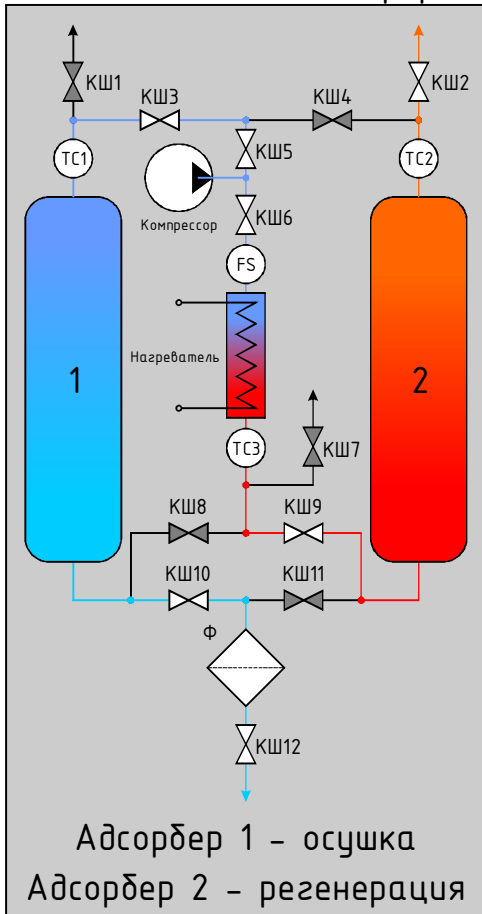 КШ1
КШ3
КШ4
КШ2
TC1
КШ5
TC2
Компрессор
КШ6
FS
1
Нагреватель
2
TC3
КШ7
КШ8
КШ9
КШ10
КШ11
Ф
КШ12
Адсорбер 1 - осушка
Адсорбер 2 - регенерация